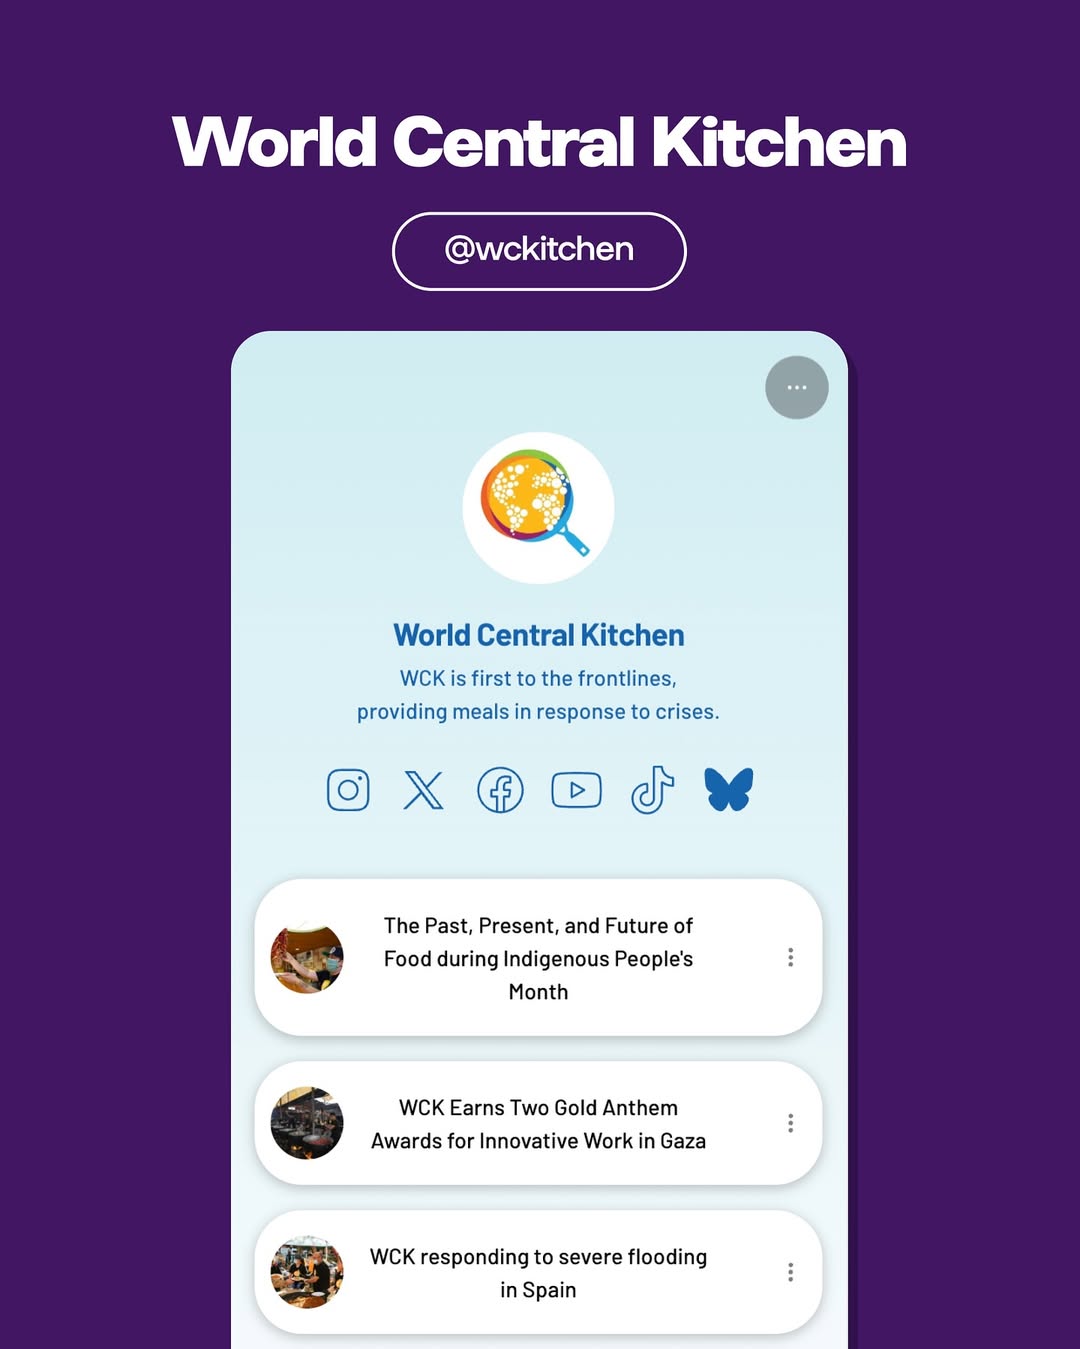 World Central Kitchen
@wckitchen
World Central Kitchen
WCK is first to the frontlines,
providing meals in response to crises.
The Past, Present, and Future of
Food during Indigenous People's
Month
WCK Earns Two Gold Anthem
Awards for Innovative Work in Gaza
WCK responding to severe flooding
in Spain